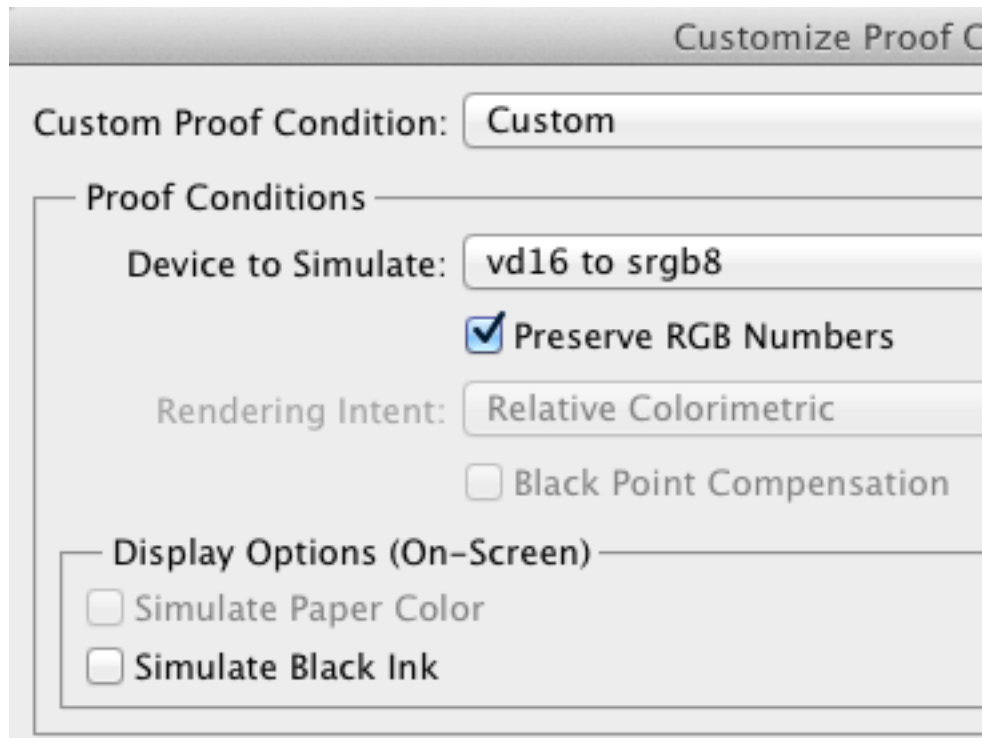 Customize Proof C
Custom Proof Condition: Custom
Proof Conditions
Device to Simulate: vd16 to srgb8
Preserve RGB Numbers
Rendering Intent: Relative Colorimetric
Black Point Compensation
Display Options (On-Screen)
Simulate Paper Color
Simulate Black Ink